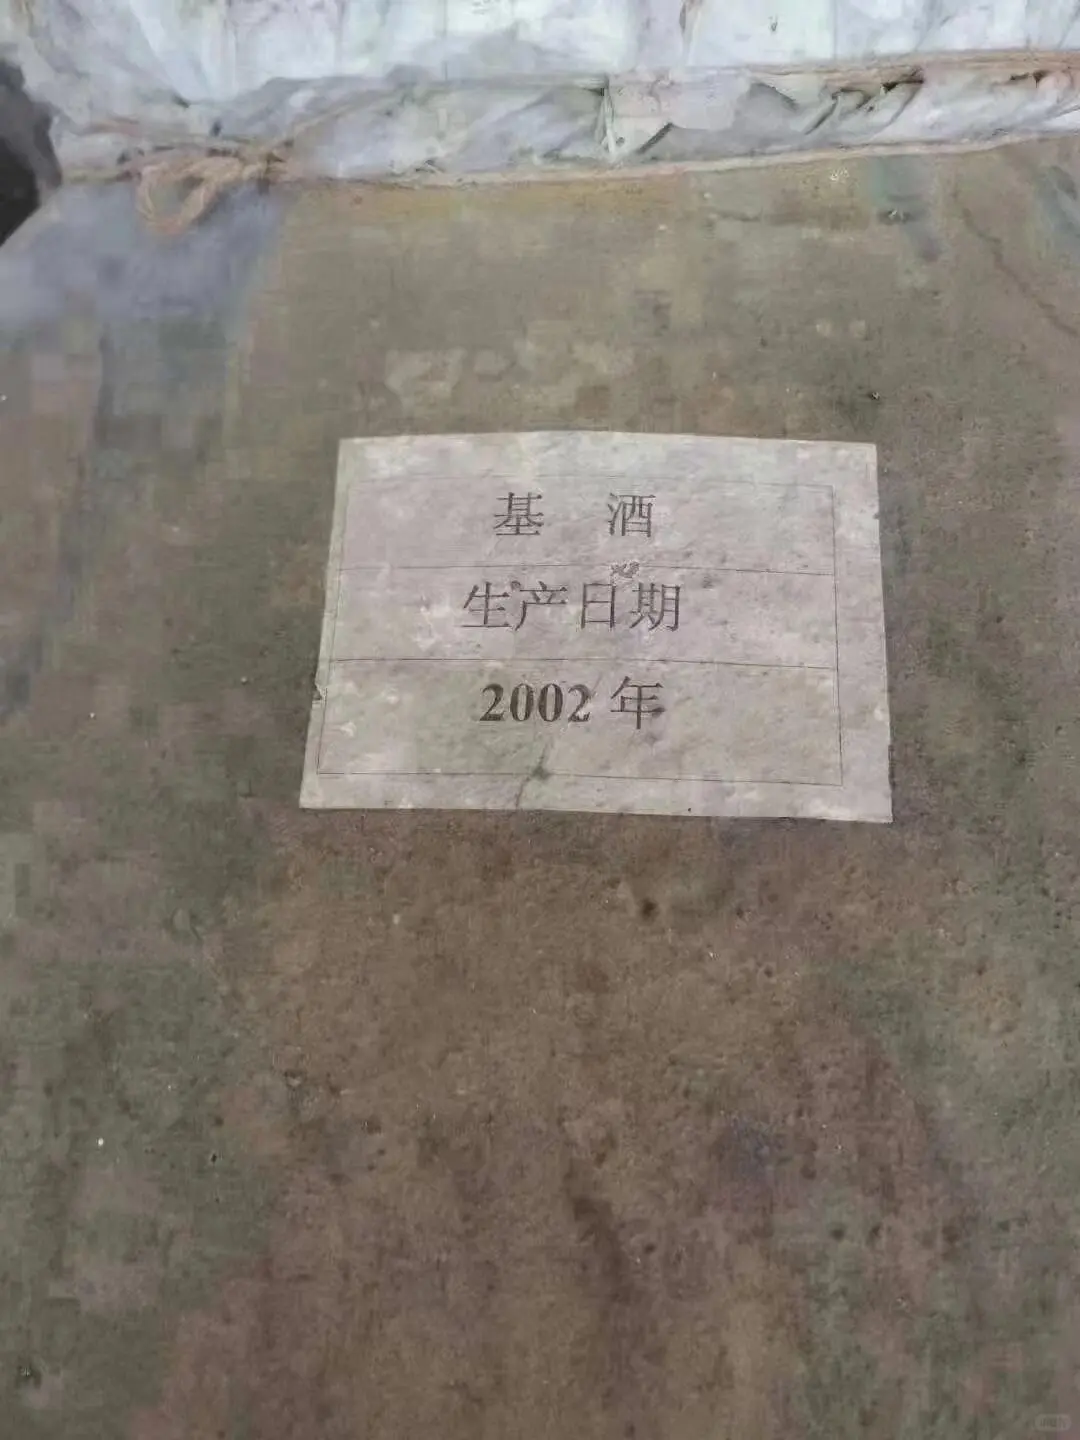 基 酒
生产日期
2002 年